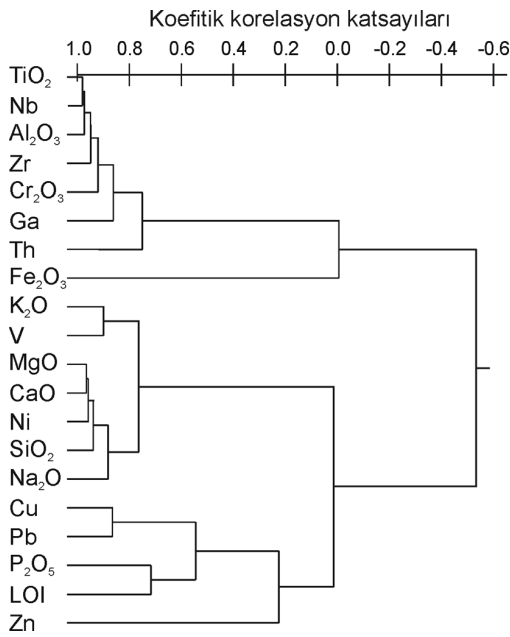 Koefitik korelasyon katsayıları
1.0 0.8 0.6 0.4 0.2 0.0 -0.2 -0.4 -0.6
TiO₂
Nb
Al₂O₃
Zr
Cr₂O₃
Ga
Th
Fe₂O₃
K₂O
V
MgO
CaO
Ni
SiO₂
Na₂O
Cu
Pb
P₂O₅
LOI
Zn